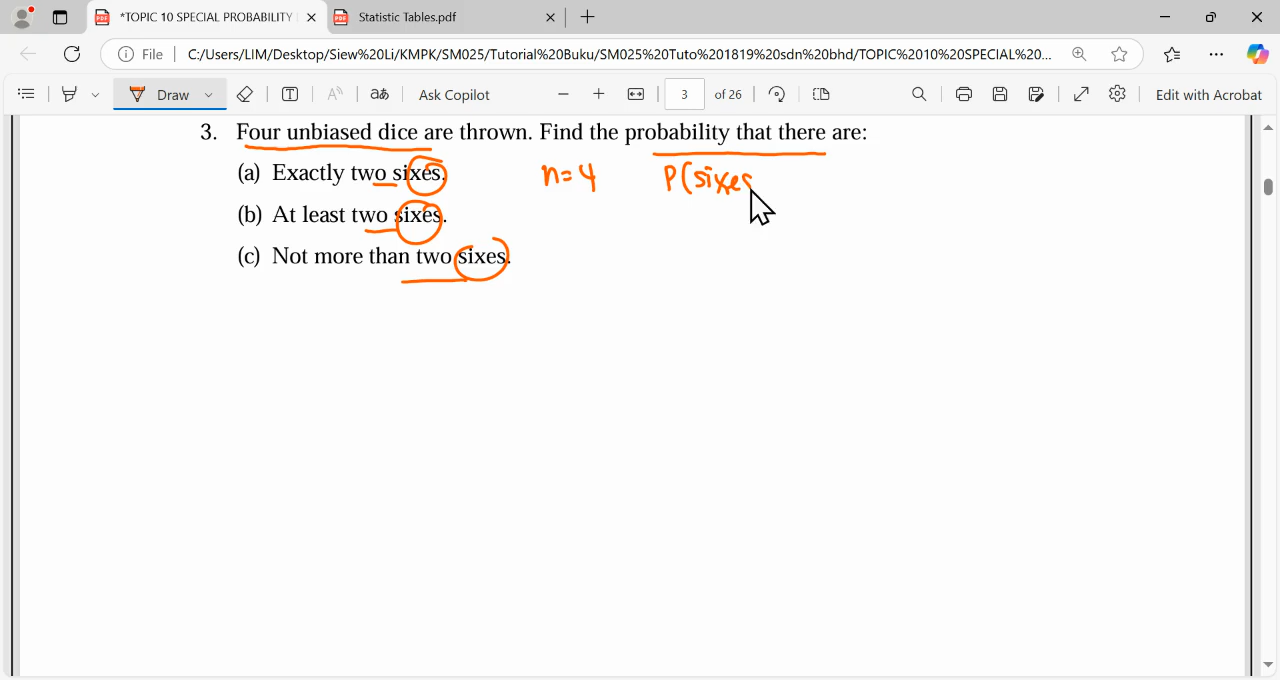 *TOPIC 10 SPECIAL PROBABILITY
Statistic Tables.pdf
File
C:/Users/LIM/Desktop/Siew%20Li/KMPK/SM025/Tutorial%20Buku/SM025%20Tuto%201819%20sdn%20bhd/TOPIC%2010%20SPECIAL%20...
Draw
Ask Copilot
3
of 26
Edit with Acrobat
3. Four unbiased dice are thrown. Find the probability that there are:
(a) Exactly two sixes. n=4 P(sixes
(b) At least two sixes.
(c) Not more than two sixes.